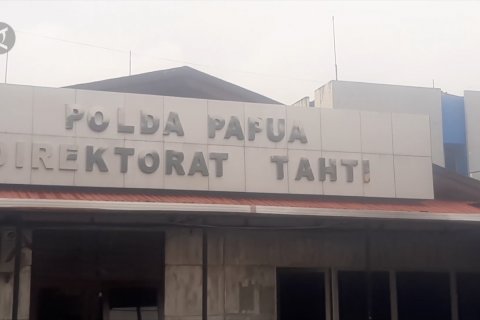 POLDA PAPUA
DIREKTORAT TAHTI